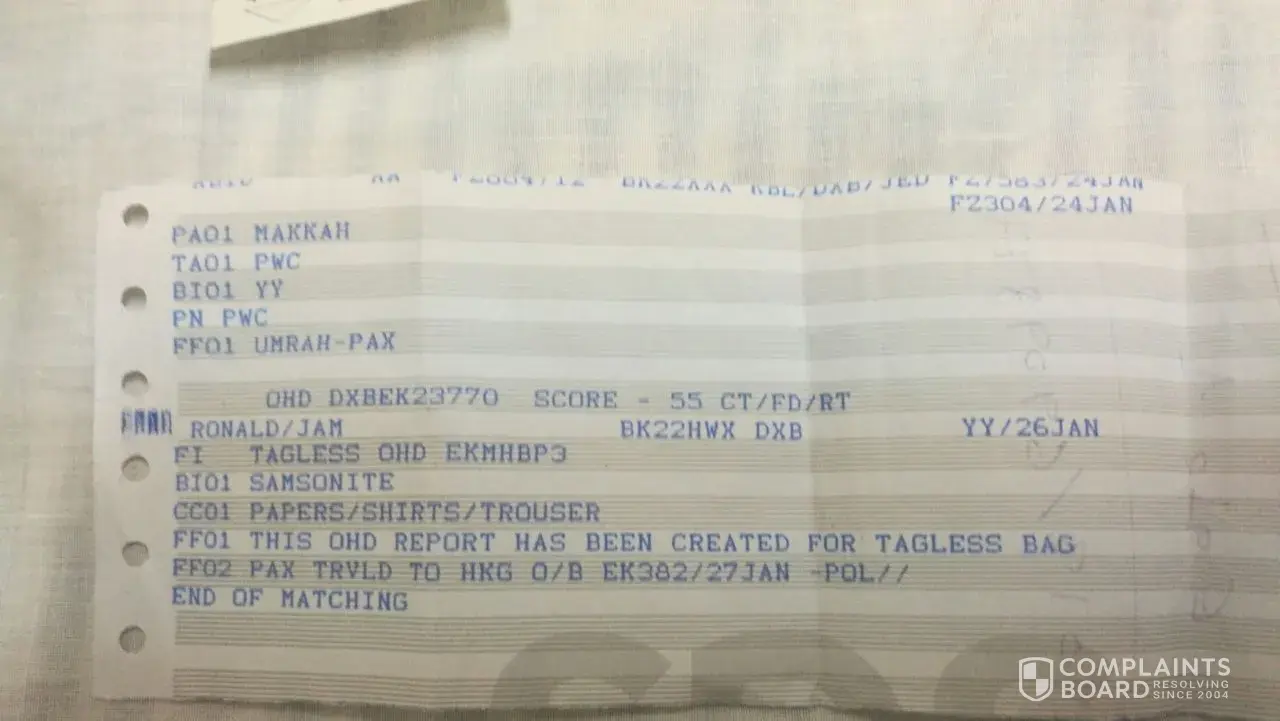 FZ304/24JAN
PA01 MAKKAH
TA01 PWC
BI01 YY
PN PWC
FF01 UMRAH-PAX
OHD DXBEK23770 SCORE - 55 CT/FD/RT
RONALD/JAM BK22HWX DXB YY/26JAN
FI TAGLESS OHD EKMHBP3
BI01 SAMSONITE
CC01 PAPERS/SHIRTS/TROUSER
FF01 THIS OHD REPORT HAS BEEN CREATED FOR TAGLESS BAG
FF02 PAX TRVLD TO HKG O/B EK382/27JAN -POL//
END OF MATCHING
COMPLAINTS
BOARD RESOLVING
SINCE 2004